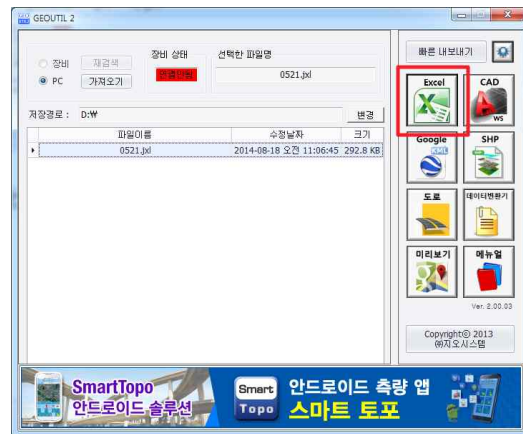 GEOUTIL 2
장비
재검색
PC
가져오기
장비 상태
선택한 파일명
0521.jxl
저장경로 : D:₩
변경
파일이름
수정날짜
크기
0521.jxl
2014-08-18 오전 11:06:45
292.8 KB
빠른 내보내기
Excel
CAD
WS
Google
KML
SHP
도로
데이터변환기
미리보기
메뉴얼
Ver. 2.00.03
Copyright© 2013
㈜지오시스템
SmartTopo
안드로이드 솔루션
Smart
Topo
안드로이드 측량 앱
스마트 토포